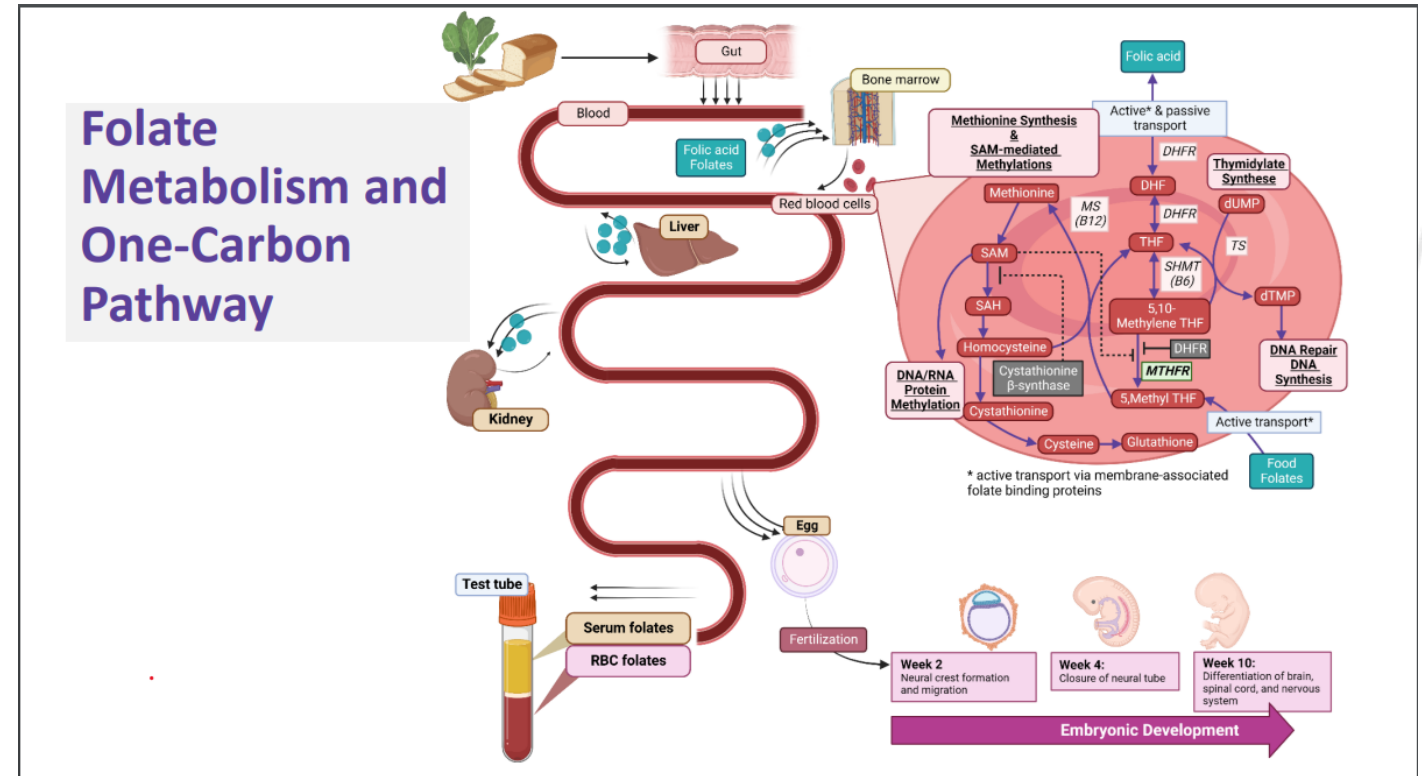 Folate
Metabolism and
One-Carbon
Pathway
Gut
Blood
Bone marrow
Folic acid
Folates
Red blood cells
Liver
Kidney
Egg
Test tube
Serum folates
RBC folates
Fertilization
Week 2
Neural crest formation
and migration
Week 4:
Closure of neural tube
Week 10:
Differentiation of brain,
spinal cord, and nervous
system
Embryonic Development
Folic acid
Active* & passive
transport
Methionine Synthesis
&
SAM-mediated
Methylations
DHFR
Thymidylate
Synthese
DHF
Methionine
MS
(B12)
DHFR
dUMP
THF
TS
SAM
SHMT
(B6)
SAH
5,10-
Methylene THF
dTMP
Homocysteine
DHFR
Cystathionine
β-synthase
MTHFR
DNA Repair
DNA
Synthesis
DNA/RNA
Protein
Methylation
5,Methyl THF
Cystathionine
Active transport*
Cysteine
Glutathione
Food
Folates
* active transport via membrane-associated
folate binding proteins